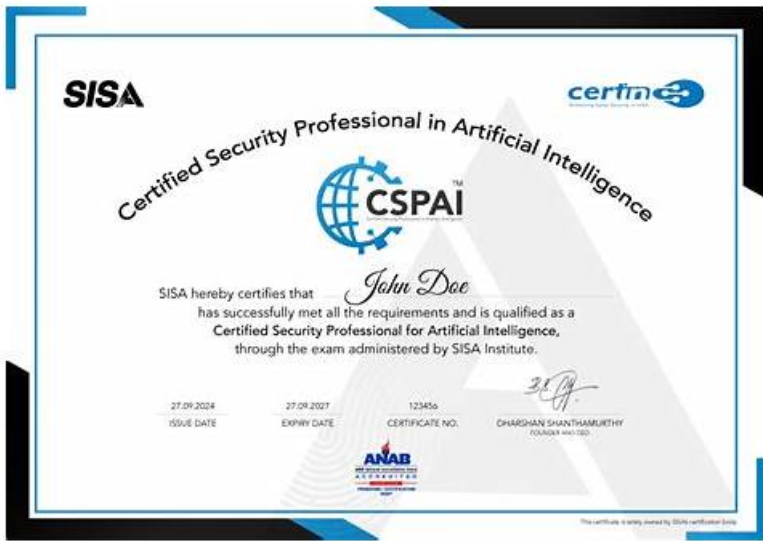 SISA
certin
Certified Security Professional in Artificial Intelligence
CSPAI™
SISA hereby certifies that John Doe
has successfully met all the requirements and is qualified as a
Certified Security Professional for Artificial Intelligence,
through the exam administered by SISA Institute.
27.09.2024 27.09.2027 123456
ISSUE DATE EXPIRY DATE CERTIFICATE NO. DHARSHAN SHANTHAMURTHY
FOUNDER AND CEO
ANAB
ACCREDITED